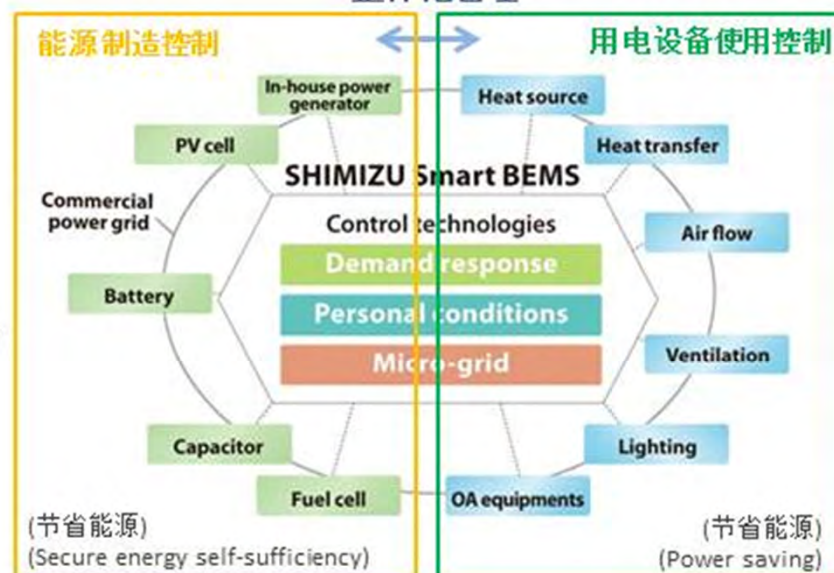 能源制造控制
用电设备使用控制
In-house power
generator
Heat source
PV cell
Heat transfer
SHIMIZU Smart BEMS
Commercial
power grid
Control technologies
Air flow
Demand response
Battery
Personal conditions
Micro-grid
Ventilation
Capacitor
Lighting
Fuel cell
OA equipments
(节省能源)
(Secure energy self-sufficiency)
(节省能源)
(Power saving)